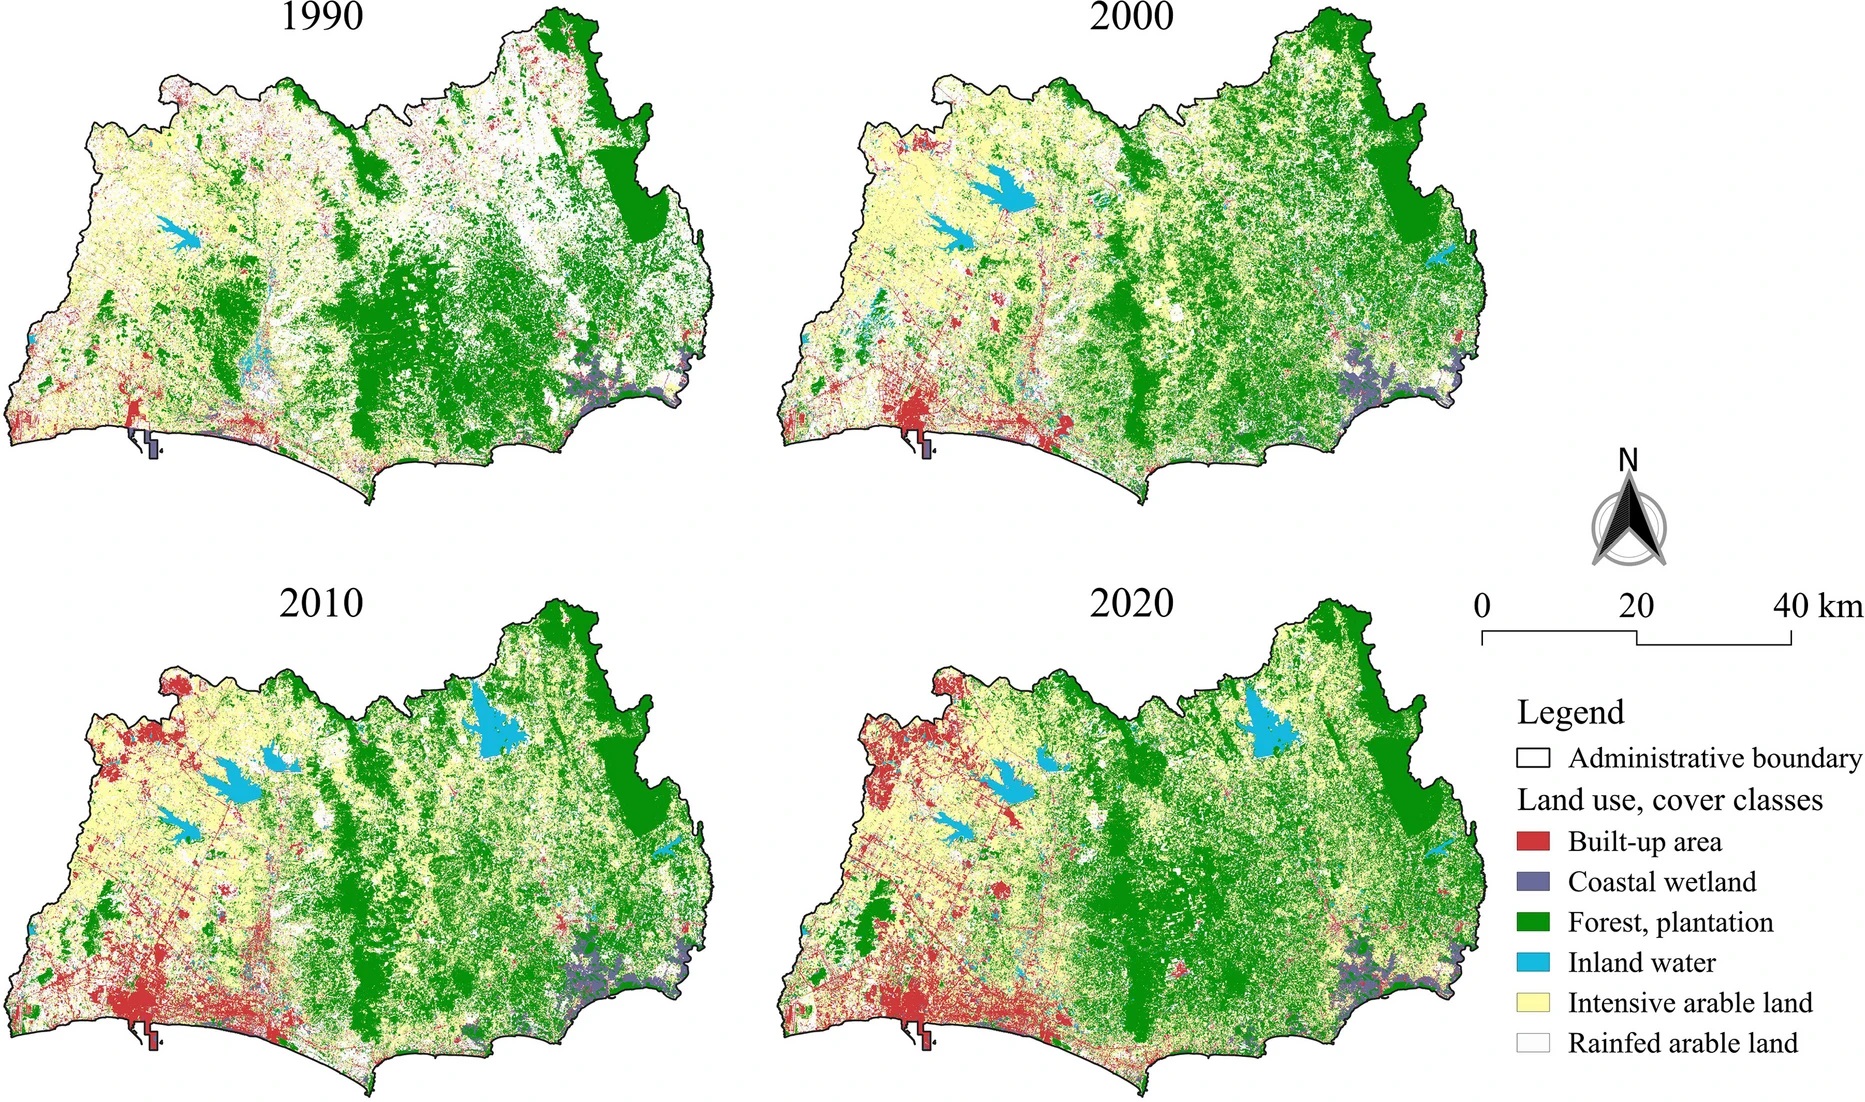 1990
2000
N
2010
2020
0 20 40 km
Legend
Administrative boundary
Land use, cover classes
Built-up area
Coastal wetland
Forest, plantation
Inland water
Intensive arable land
Rainfed arable land